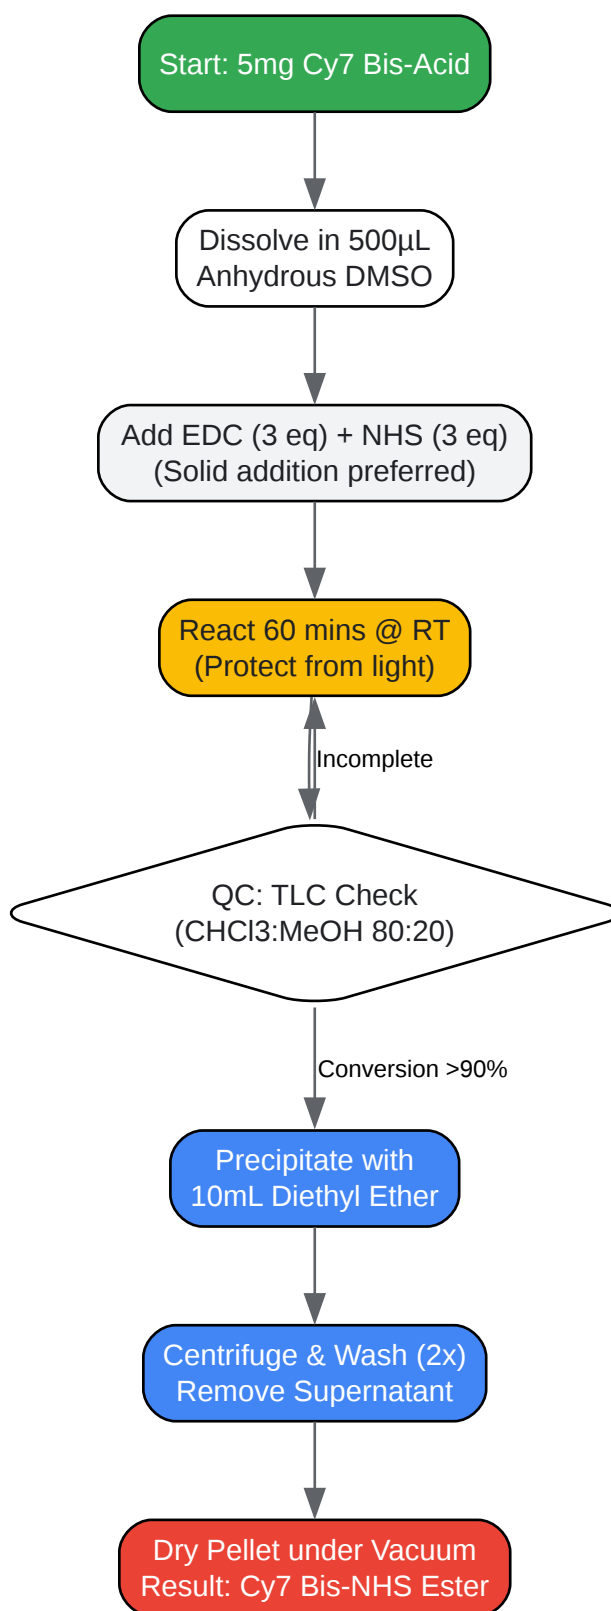 Start: 5mg Cy7 Bis-Acid
Dissolve in 500µL
Anhydrous DMSO
Add EDC (3 eq) + NHS (3 eq)
(Solid addition preferred)
React 60 mins @ RT
(Protect from light)
Incomplete
QC: TLC Check
(CHCl3:MeOH 80:20)
Conversion >90%
Precipitate with
10mL Diethyl Ether
Centrifuge & Wash (2x)
Remove Supernatant
Dry Pellet under Vacuum
Result: Cy7 Bis-NHS Ester